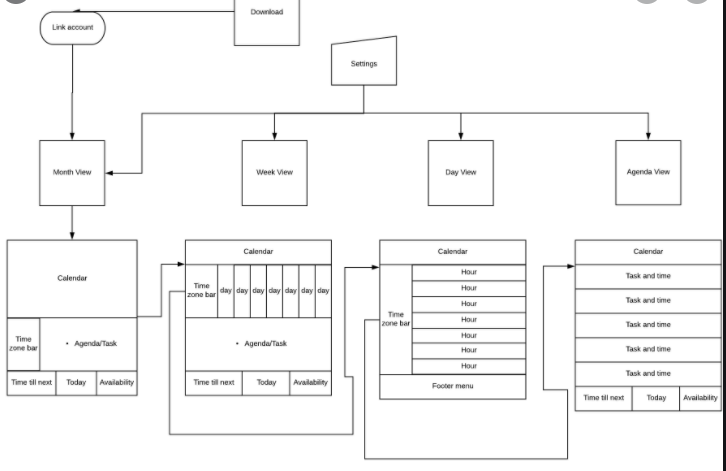 Download
Link account
Settings
Month View
Week View
Day View
Agenda View
Calendar
Time
zone bar
• Agenda/Task
Time till next
Today
Availability
Calendar
Time
zone bar
day
day
day
day
day
day
day
• Agenda/Task
Time till next
Today
Availability
Calendar
Time
zone bar
Hour
Hour
Hour
Hour
Hour
Hour
Hour
Footer menu
Calendar
Task and time
Task and time
Task and time
Task and time
Task and time
Time till next
Today
Availability